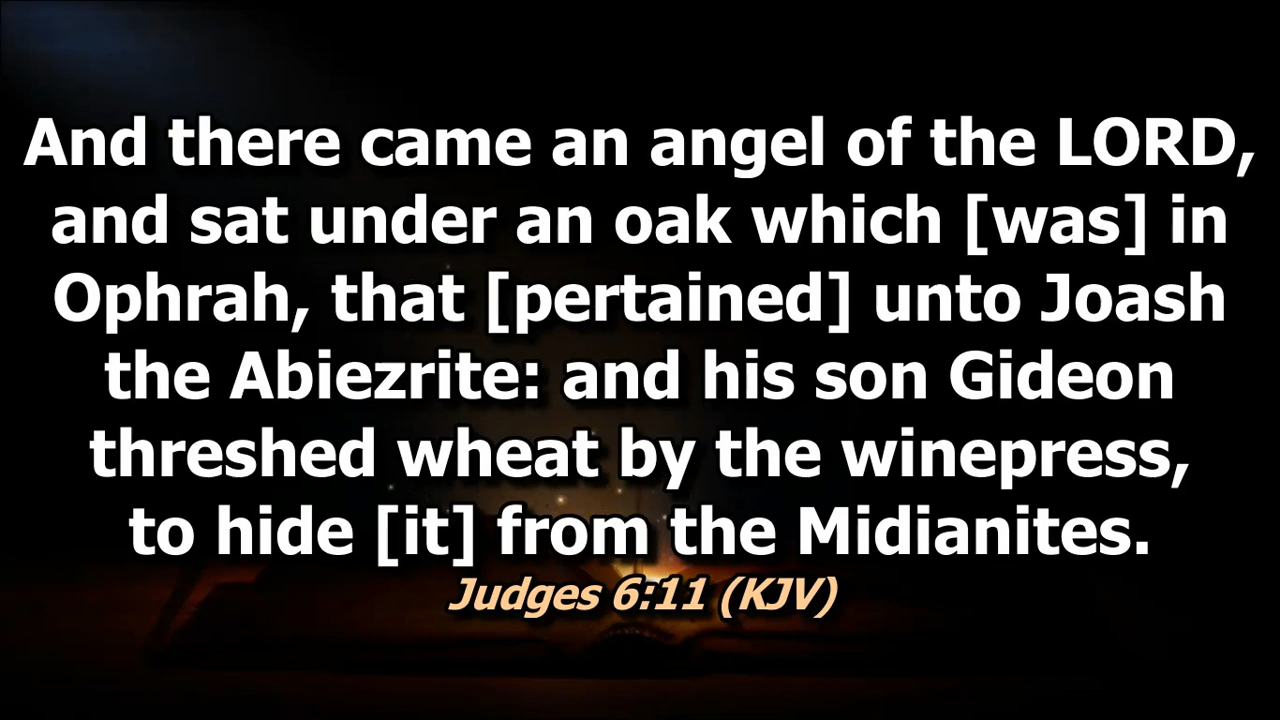 And there came an angel of the LORD,
and sat under an oak which [was] in
Ophrah, that [pertained] unto Joash
the Abiezrite: and his son Gideon
threshed wheat by the winepress,
to hide [it] from the Midianites.
Judges 6:11 (KJV)